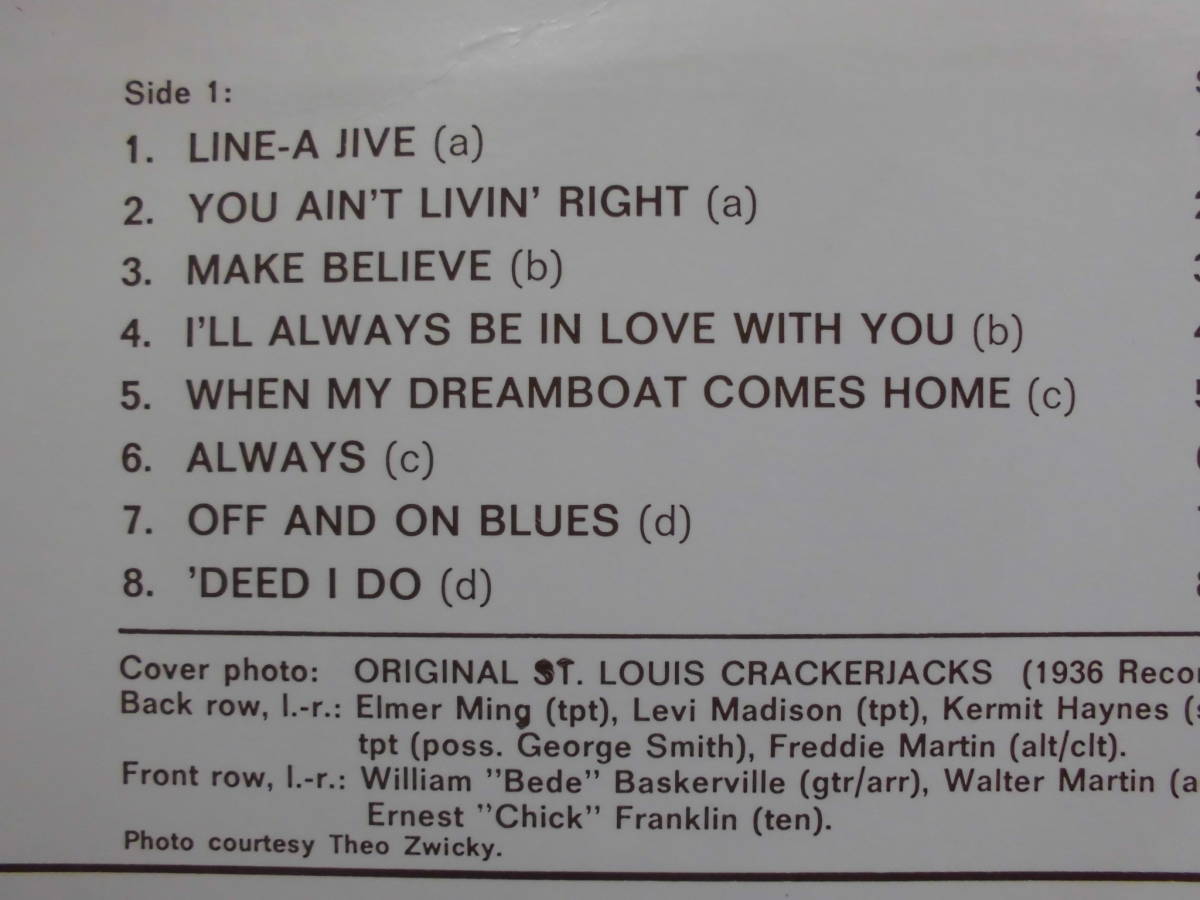 Side 1:
1. LINE-A JIVE (a)
2. YOU AIN'T LIVIN' RIGHT (a)
3. MAKE BELIEVE (b)
4. I'LL ALWAYS BE IN LOVE WITH YOU (b)
5. WHEN MY DREAMBOAT COMES HOME (c)
6. ALWAYS (c)
7. OFF AND ON BLUES (d)
8. 'DEED I DO (d)
Cover photo: ORIGINAL ST. LOUIS CRACKERJACKS (1936
Back row, l.-r.: Elmer Ming (tpt), Levi Madison (tpt), Kermit Haynes
tpt (poss. George Smith), Freddie Martin (alt/clt).
Front row, l.-r.: William "Bede" Baskerville (gtr/arr), Walter Martin
Ernest "Chick" Franklin (ten).
Photo courtesy Theo Zwicky.